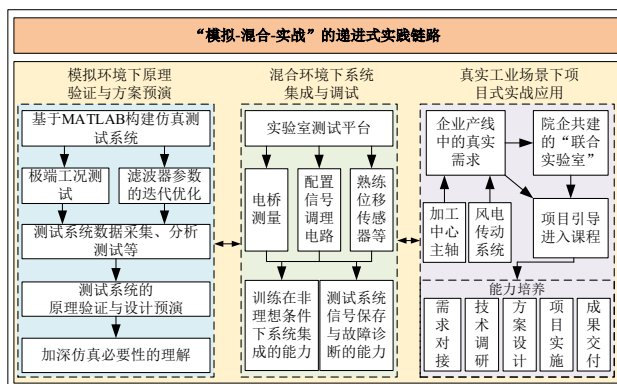 “模拟-混合-实战”的递进式实践链路
模拟环境下原理
验证与方案预演
基于MATLAB构建仿真测
试系统
极端工况测
试
滤波器参数
的迭代优化
测试系统数据采集、分析
测试等
测试系统的
原理验证与设计预演
加深仿真必要性的理解
混合环境下系统
集成与调试
实验室测试平台
电桥
测量
配置
信号
调理
电路
熟练
位移
传感
器等
训练在非
理想条件
下系统集
成的能力
测试系统
信号保存
与故障诊
断的能力
真实工业场景下项
目式实战应用
企业产线
中的真实
需求
院企共建
的“联合
实验室”
加工
中心
主轴
风电
传动
系统
项目引导
进入课程
能力培养
需求对接
技术调研
方案设计
项目实施
成果交付